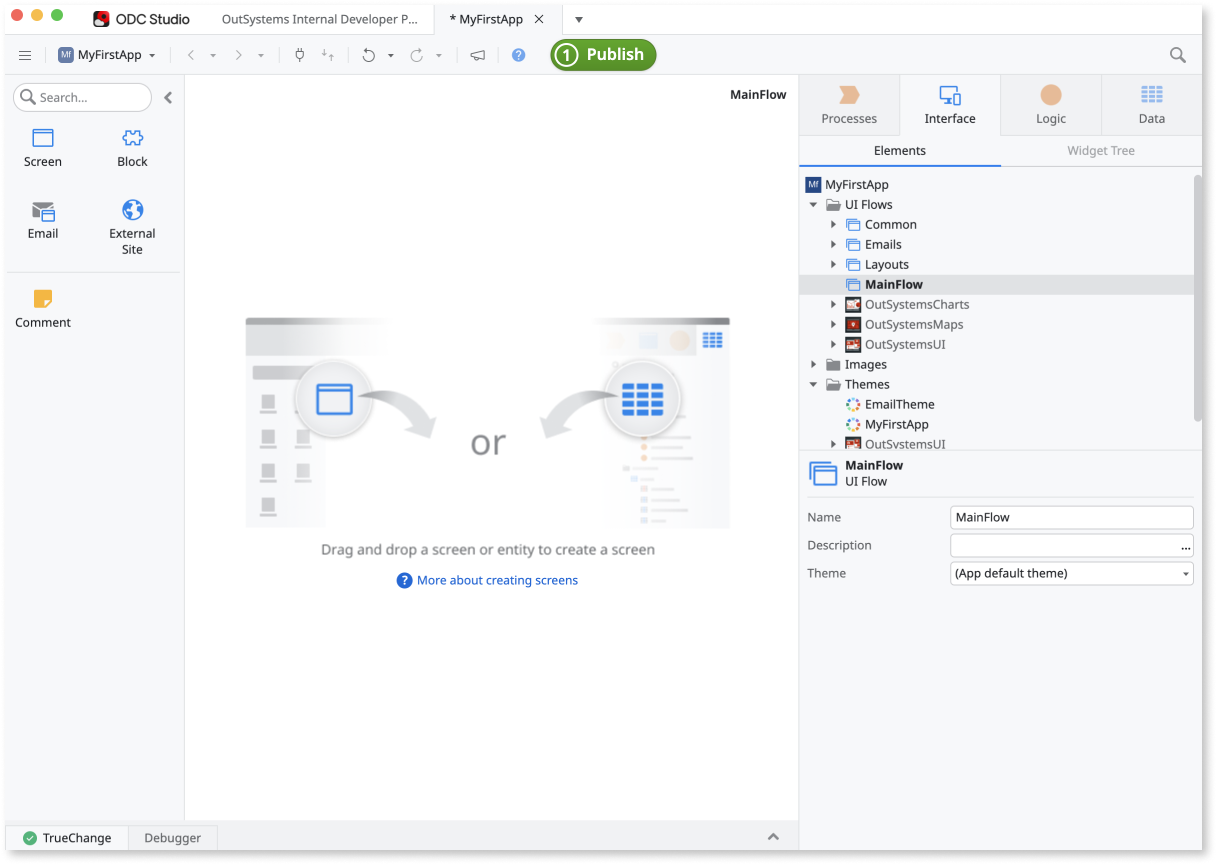 ODC Studio
OutSystems Internal Developer P...
* MyFirstApp
Mf MyFirstApp
?
1 Publish
Search...
Screen
Block
Email
External
Site
Comment
MainFlow
or
Drag and drop a screen or entity to create a screen
? More about creating screens
Processes
Interface
Logic
Data
Elements
Widget Tree
Mf MyFirstApp
UI Flows
Common
Emails
Layouts
MainFlow
OutSystemsCharts
OutSystemsMaps
OutSystemsUI
Images
Themes
EmailTheme
MyFirstApp
OutSystemsUI
MainFlow
UI Flow
Name
MainFlow
Description
...
Theme
(App default theme)
TrueChange
Debugger